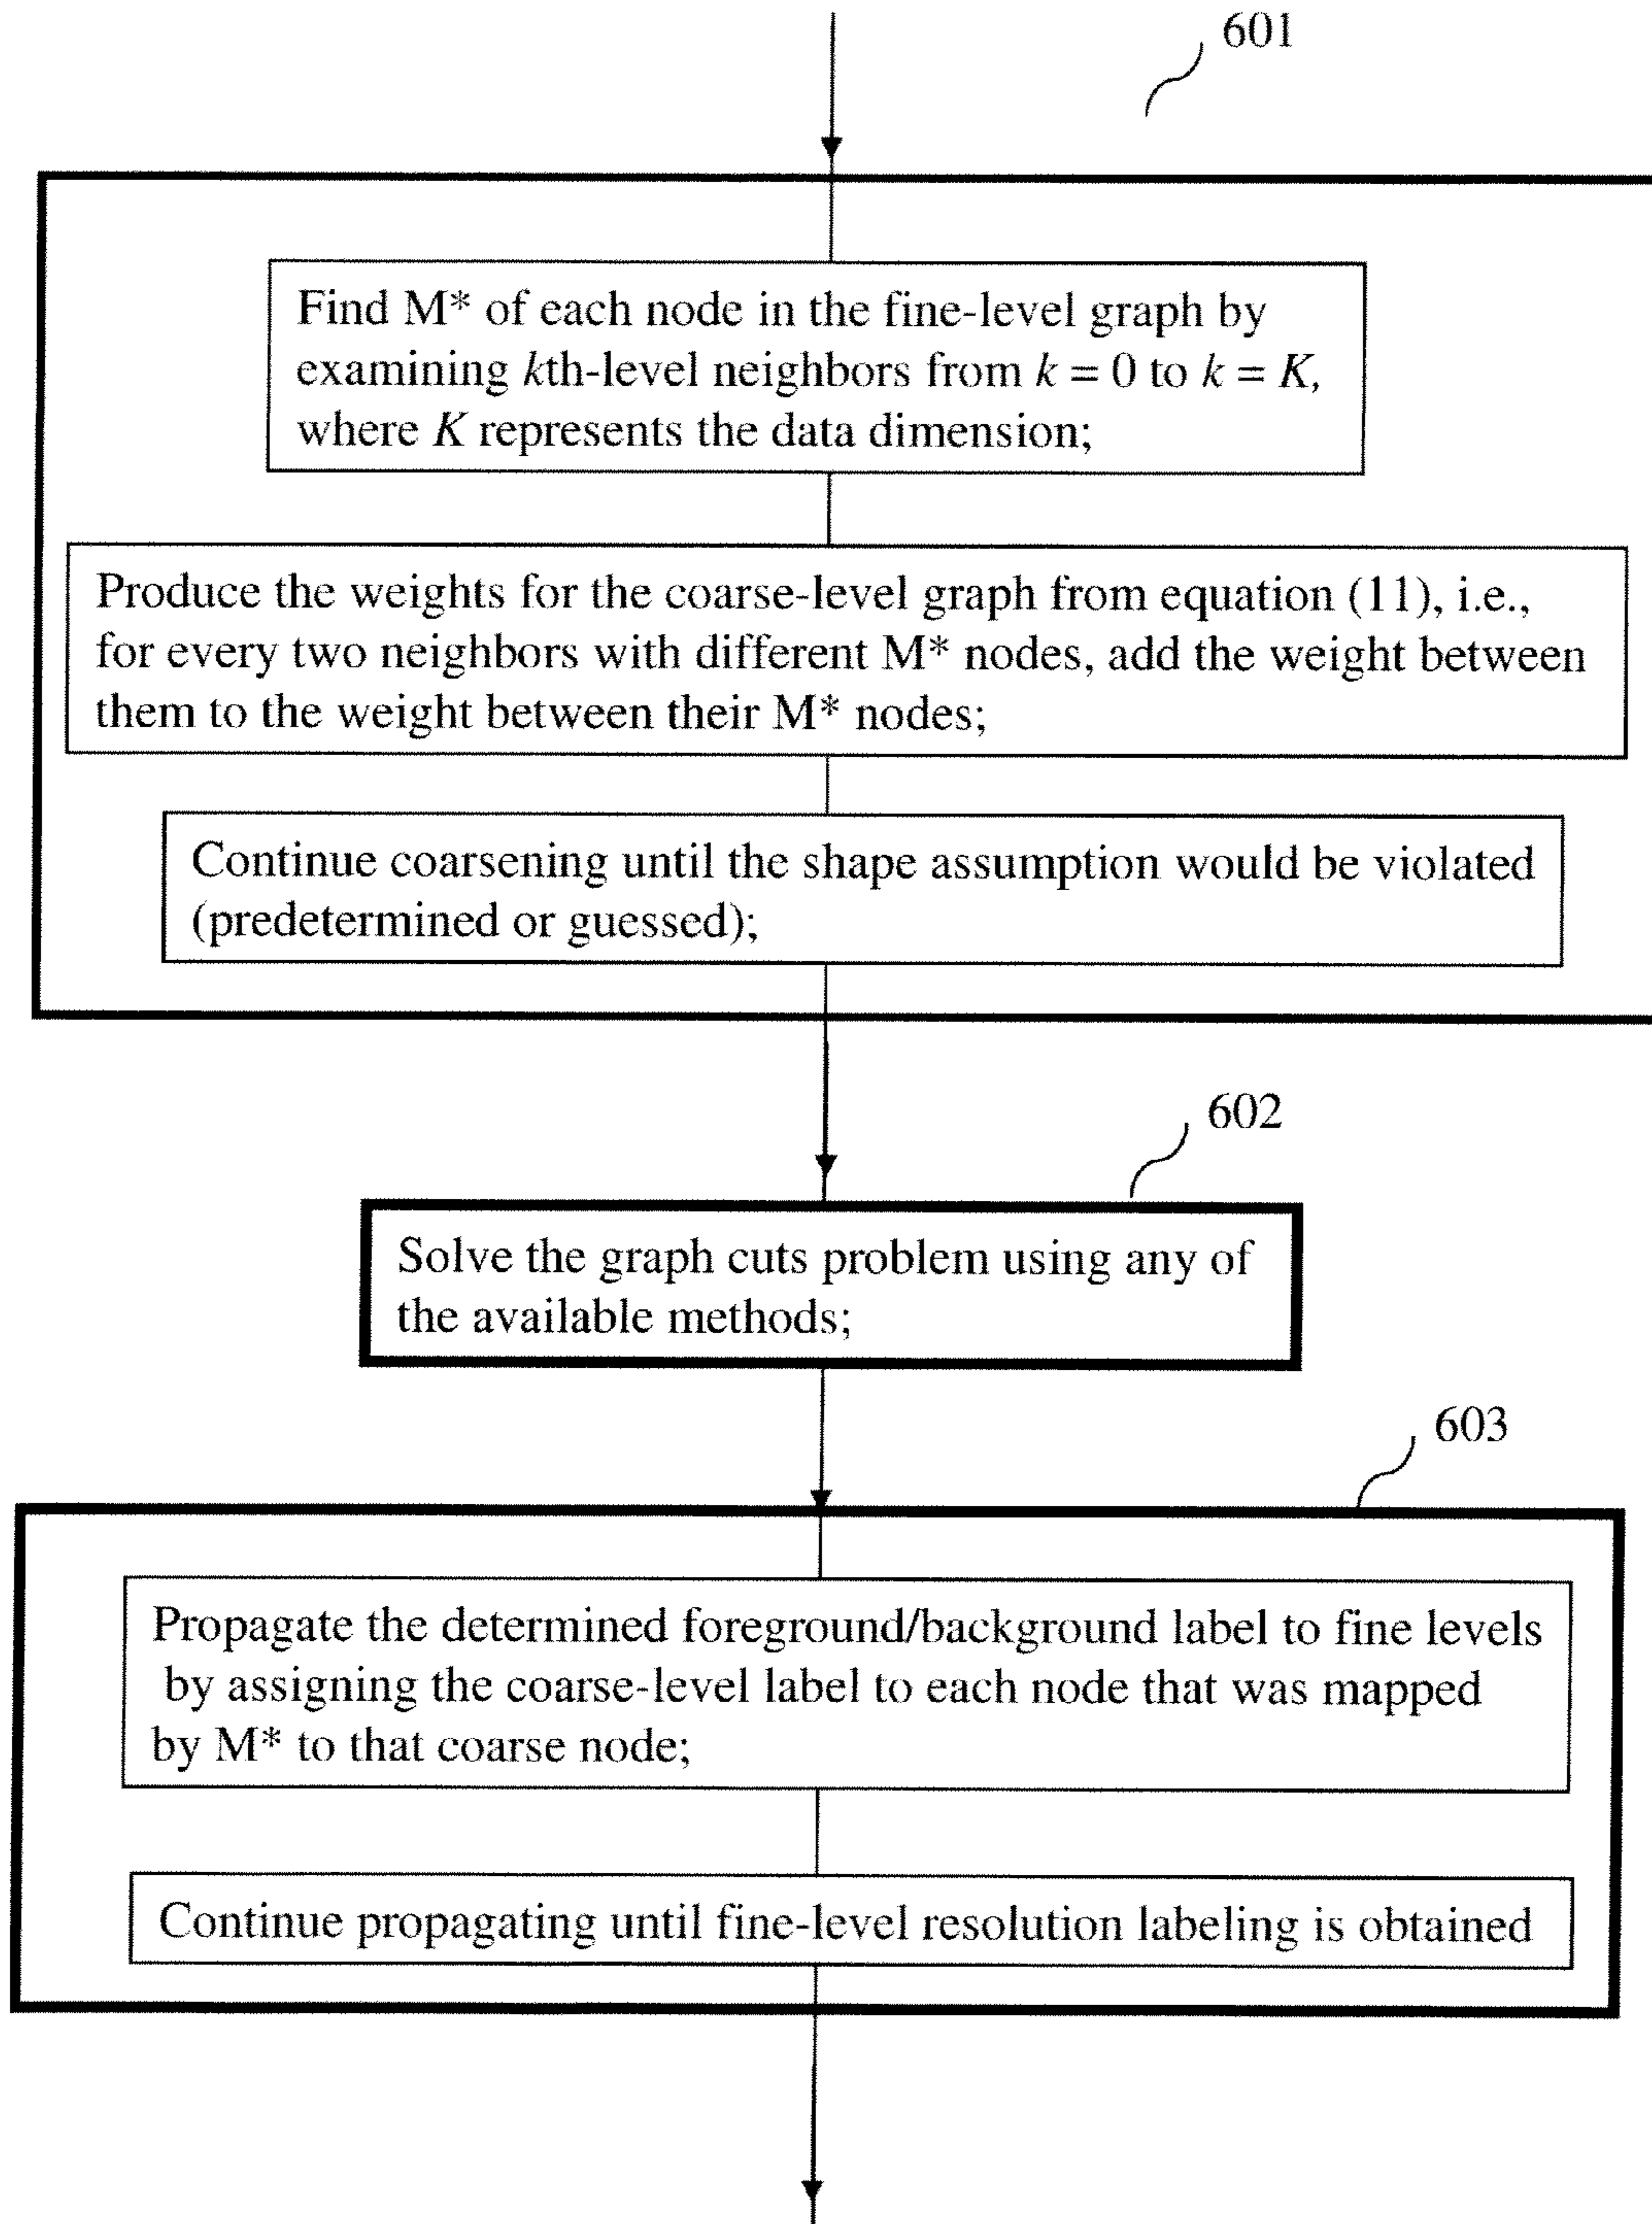 601
Find M* of each node in the fine-level graph by
examining kth-level neighbors from k = 0 to k = K,
where K represents the data dimension;
Produce the weights for the coarse-level graph from equation (11), i.e.,
for every two neighbors with different M* nodes, add the weight between
them to the weight between their M* nodes;
Continue coarsening until the shape assumption would be violated
(predetermined or guessed);
602
Solve the graph cuts problem using any of
the available methods;
603
Propagate the determined foreground/background label to fine levels
by assigning the coarse-level label to each node that was mapped
by M* to that coarse node;
Continue propagating until fine-level resolution labeling is obtained